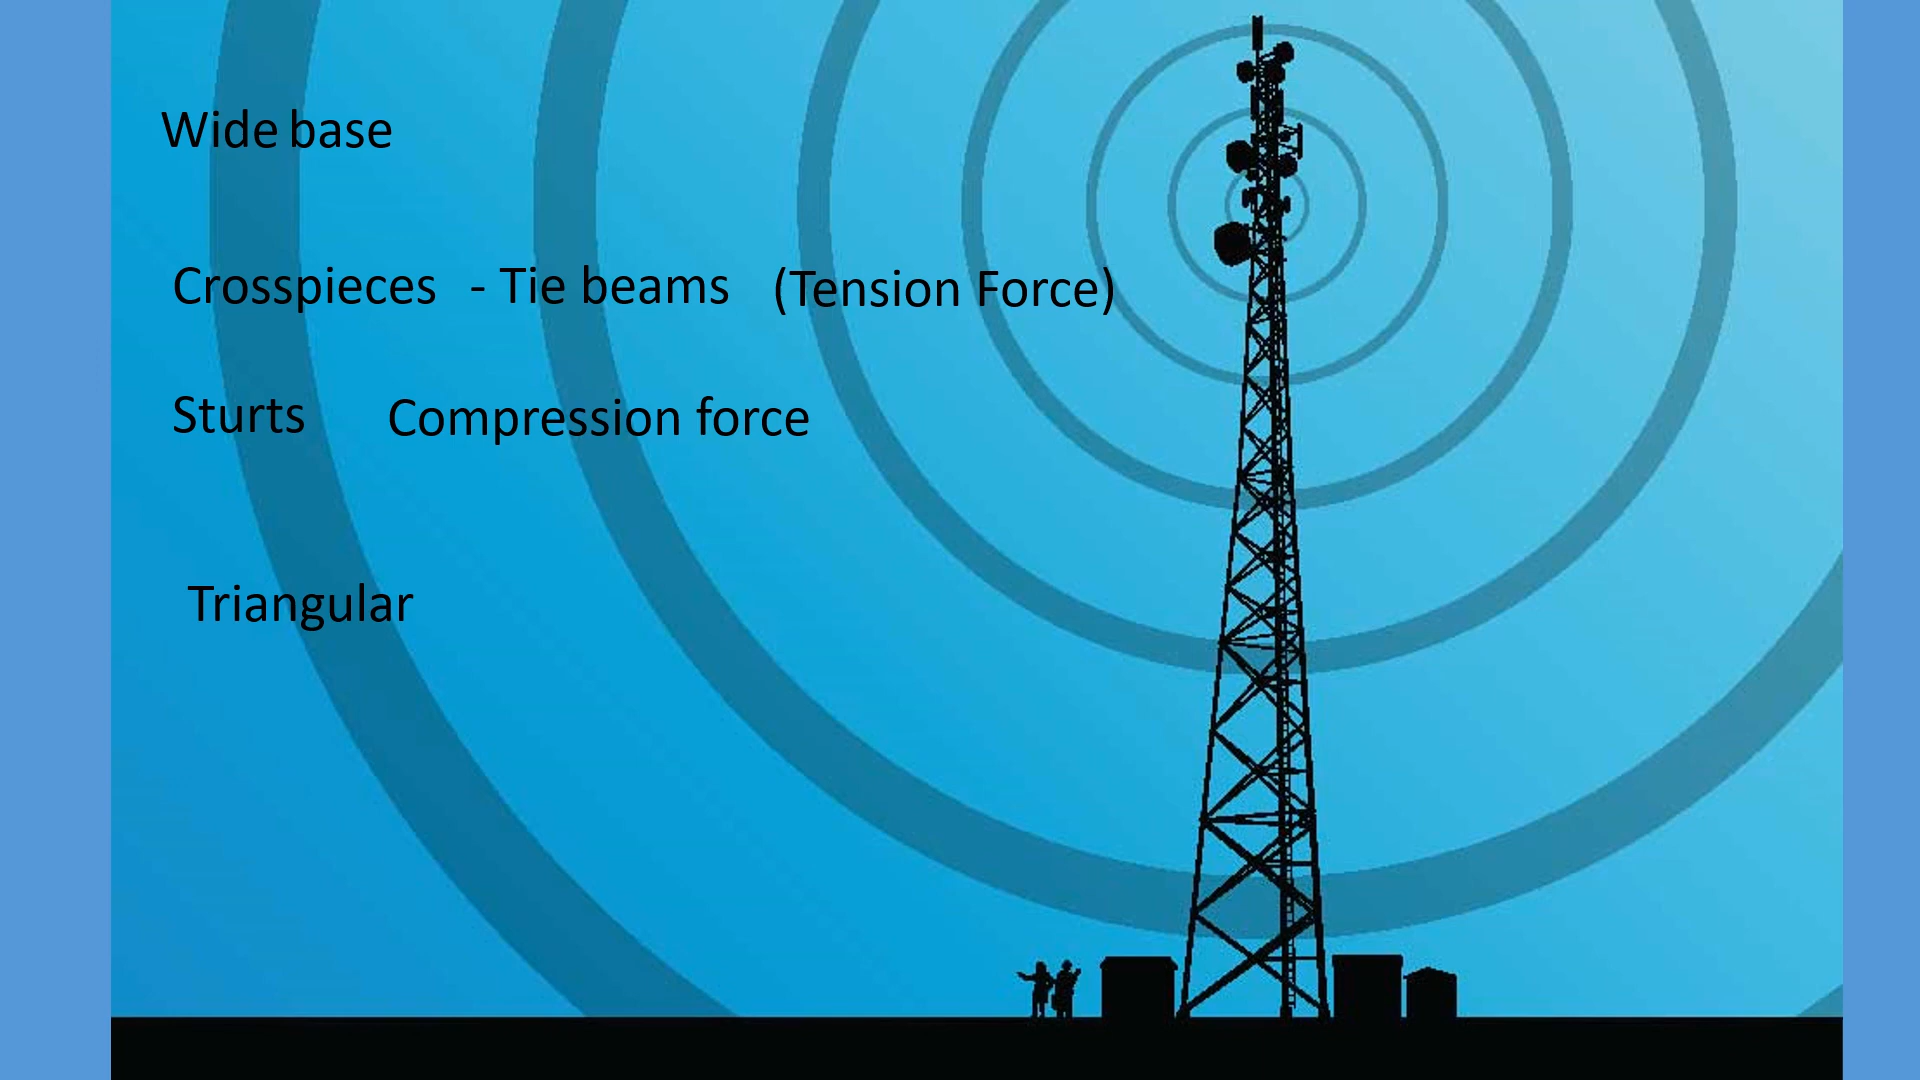 Wide base
Crosspieces - Tie beams (Tension Force)
Sturts Compression force
Triangular